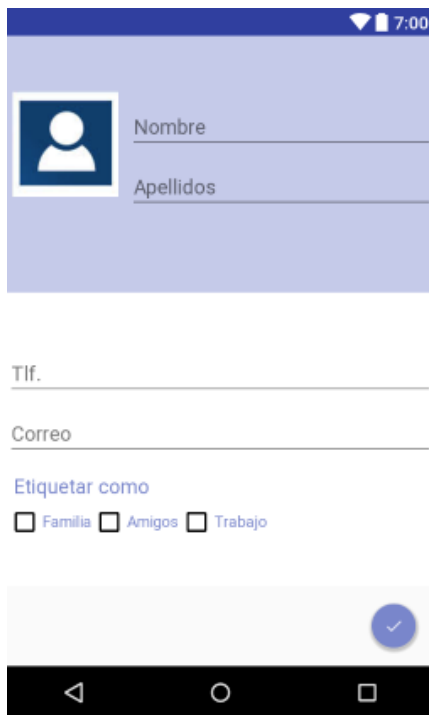 7:00
Nombre
Apellidos
Tlf.
Correo
Etiquetar como
Familia Amigos Trabajo